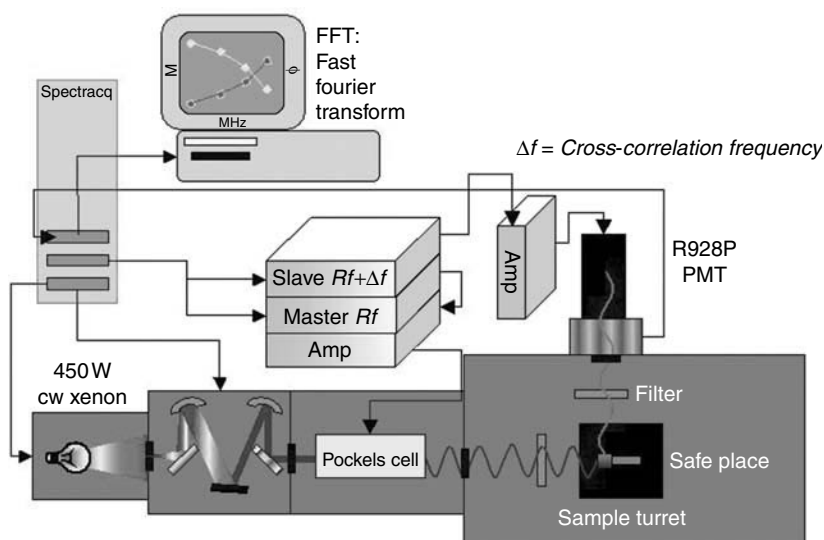 FFT:
Fast
fourier
transform
Spectracq
M
ϕ
MHz
Δf = Cross-correlation frequency
Slave Rf+Δf
Master Rf
Amp
Amp
R928P
PMT
450 W
cw xenon
Pockels cell
Filter
Safe place
Sample turret